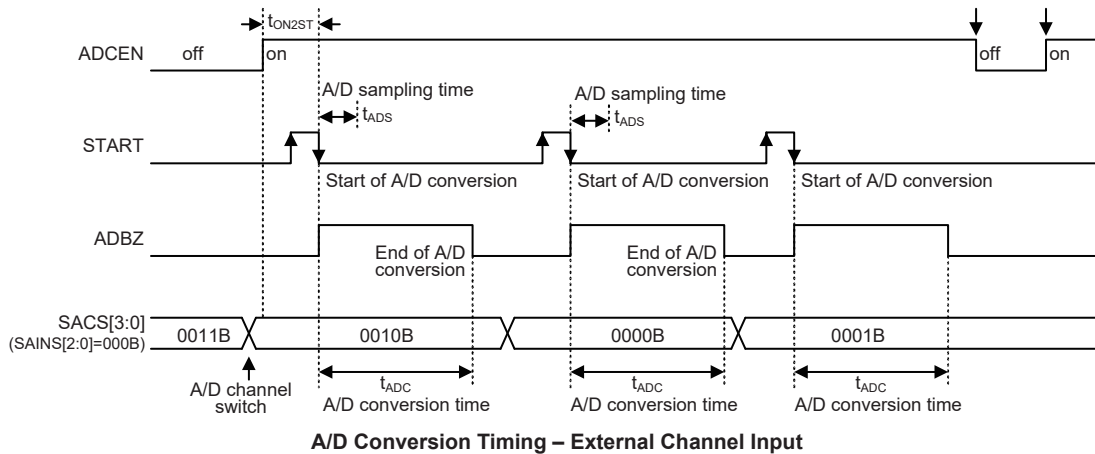 tON2ST
ADCEN
off
on
off
on
A/D sampling time
tADS
A/D sampling time
tADS
START
Start of A/D conversion
Start of A/D conversion
Start of A/D conversion
ADBZ
End of A/D
conversion
End of A/D
conversion
SACS[3:0]
(SAINS[2:0]=000B)
0011B
0010B
0000B
0001B
A/D channel
switch
tADC
A/D conversion time
tADC
A/D conversion time
tADC
A/D conversion time
A/D Conversion Timing – External Channel Input